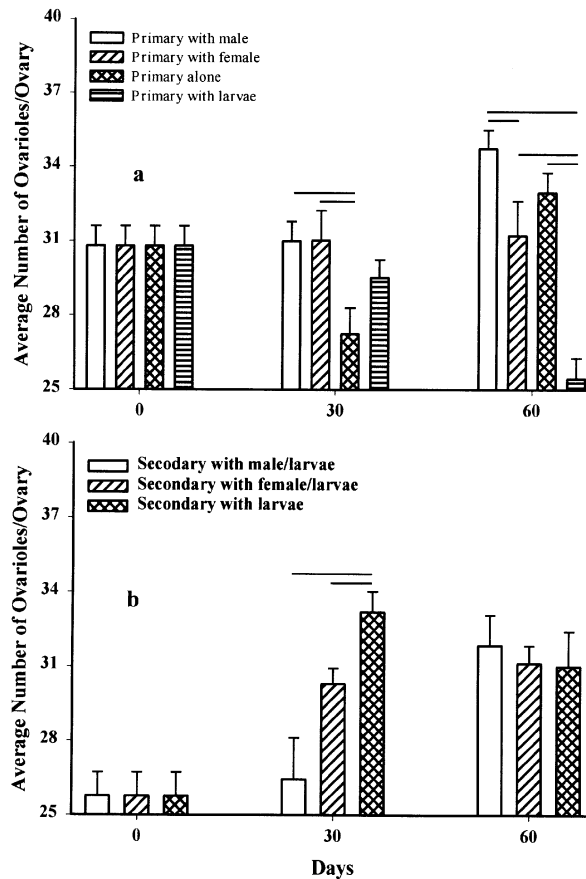 40
37
34
31
28
25
Average Number of Ovarioles/Ovary
Primary with male
Primary with female
Primary alone
Primary with larvae
a
0
30
60
40
37
34
31
28
25
Average Number of Ovarioles/Ovary
Secodary with male/larvae
Secondary with female/larvae
Secondary with larvae
b
0
30
60
Days